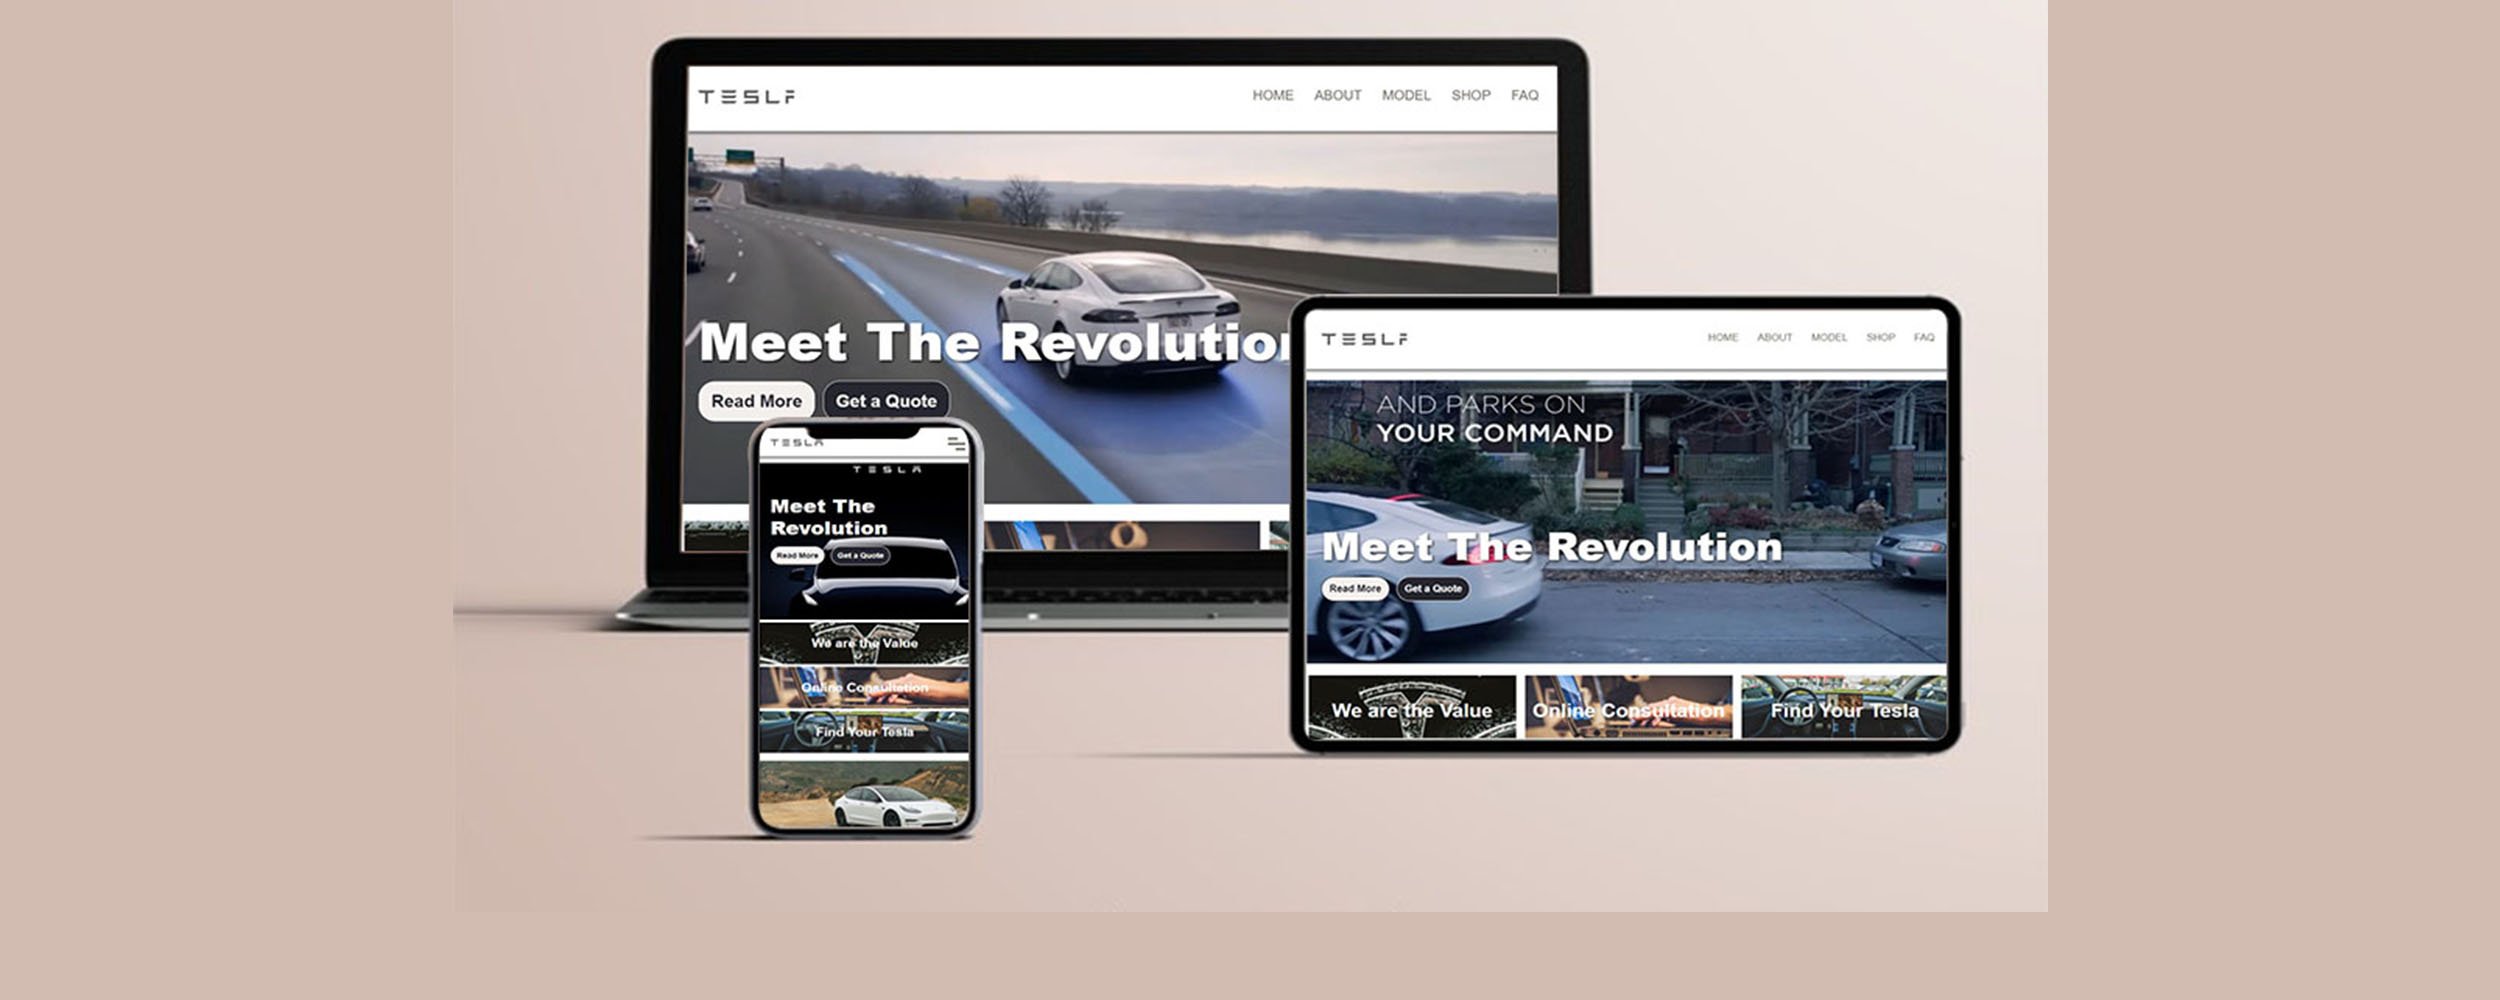 TESLA
HOME ABOUT MODEL SHOP FAQ
Meet The Revolution
Read More Get a Quote
TESLA
TESLA
Meet The
Revolution
Read More Get a Quote
We are the Value
Online Consultation
Find Your Tesla
TESLA
HOME ABOUT MODEL SHOP FAQ
AND PARKS ON
YOUR COMMAND
Meet The Revolution
Read More Get a Quote
We are the Value
Online Consultation
Find Your Tesla